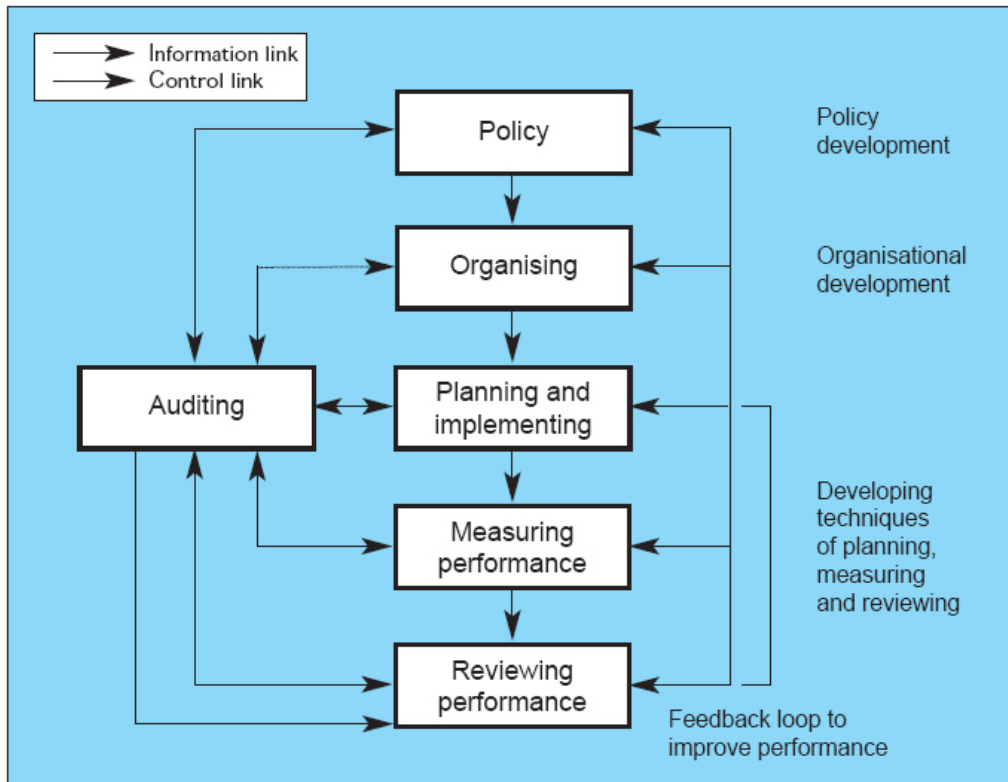 Information link
Control link
Policy
Policy
development
Organising
Organisational
development
Auditing
Planning and
implementing
Developing
techniques
of planning,
measuring
and reviewing
Measuring
performance
Reviewing
performance
Feedback loop to
improve performance